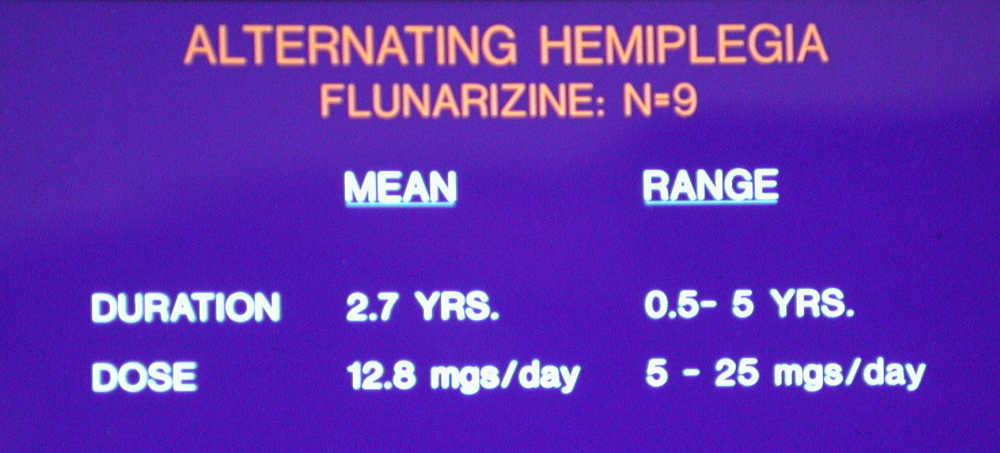 ALTERNATING HEMIPLEGIA
FLUNARIZINE: N=9
MEAN RANGE
DURATION 2.7 YRS. 0.5- 5 YRS.
DOSE 12.8 mgs/day 5 - 25 mgs/day